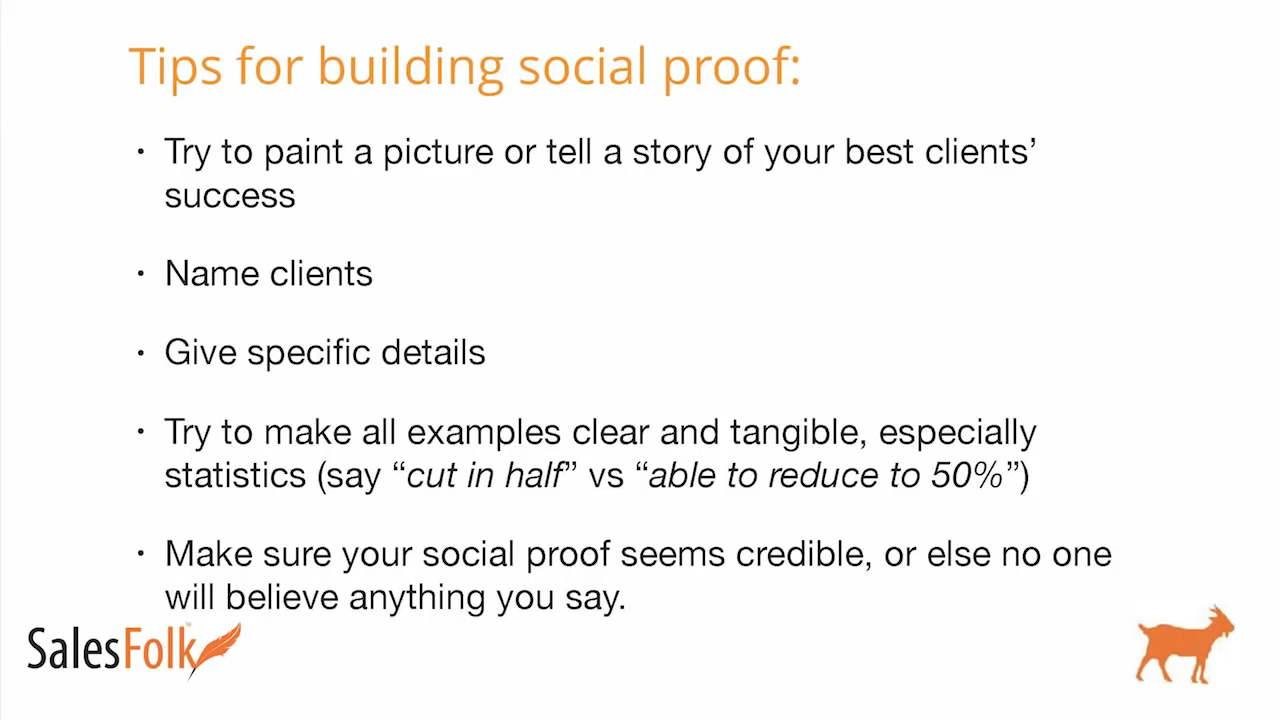 Tips for building social proof:
• Try to paint a picture or tell a story of your best clients’
success
• Name clients
• Give specific details
• Try to make all examples clear and tangible, especially
statistics (say “cut in half” vs “able to reduce to 50%”)
• Make sure your social proof seems credible, or else no one
will believe anything you say.
SalesFolk™